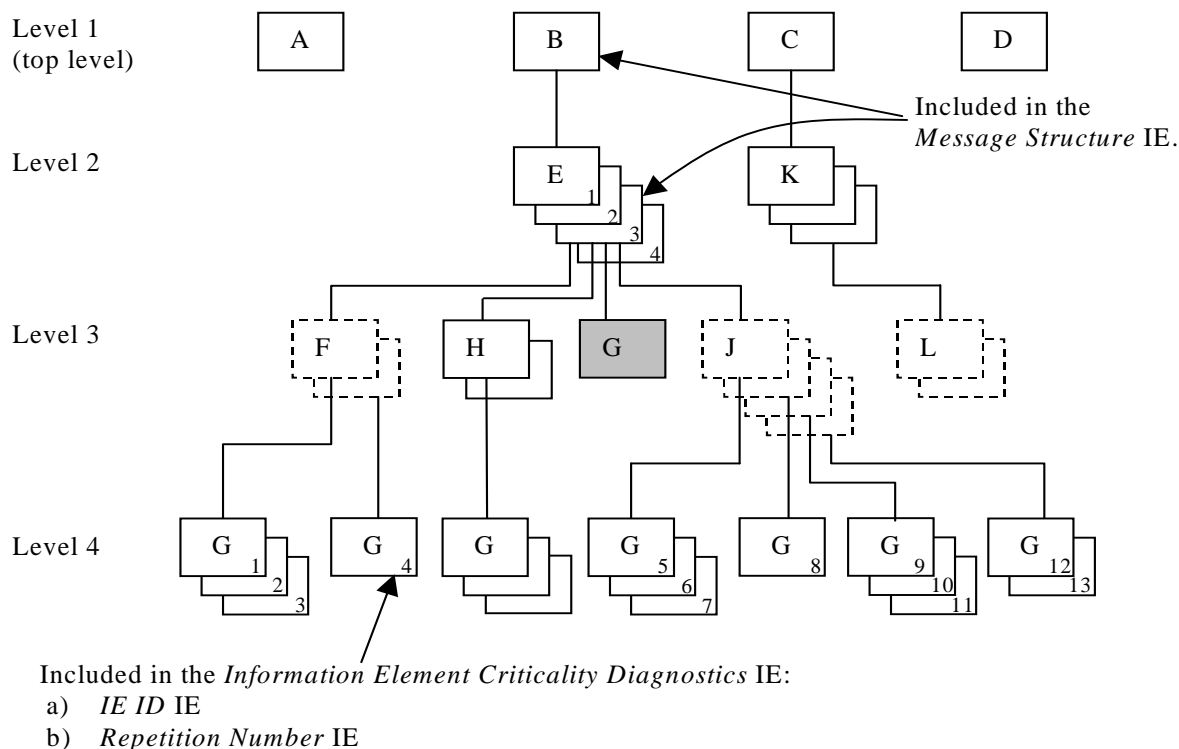 Level 1
(top level)
A
B
C
D
Included in the
Message Structure IE.
Level 2
E
1
2
3
4
K
Level 3
F
H
G
J
L
Level 4
G
1
2
3
G
4
G
G
5
6
7
G
8
G
9
10
11
G
12
13
Included in the Information Element Criticality Diagnostics IE:
a) IE ID IE
b) Repetition Number IE